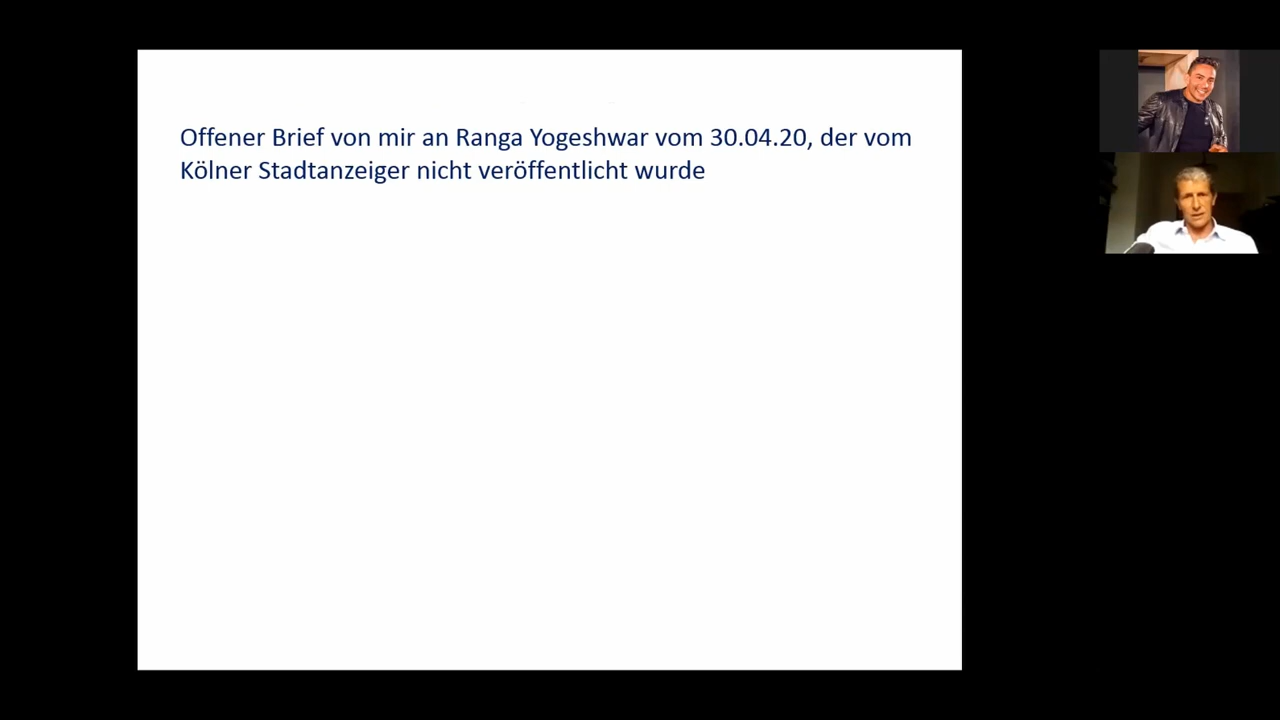 Offener Brief von mir an Ranga Yogeshwar vom 30.04.20, der vom
Kölner Stadtanzeiger nicht veröffentlicht wurde